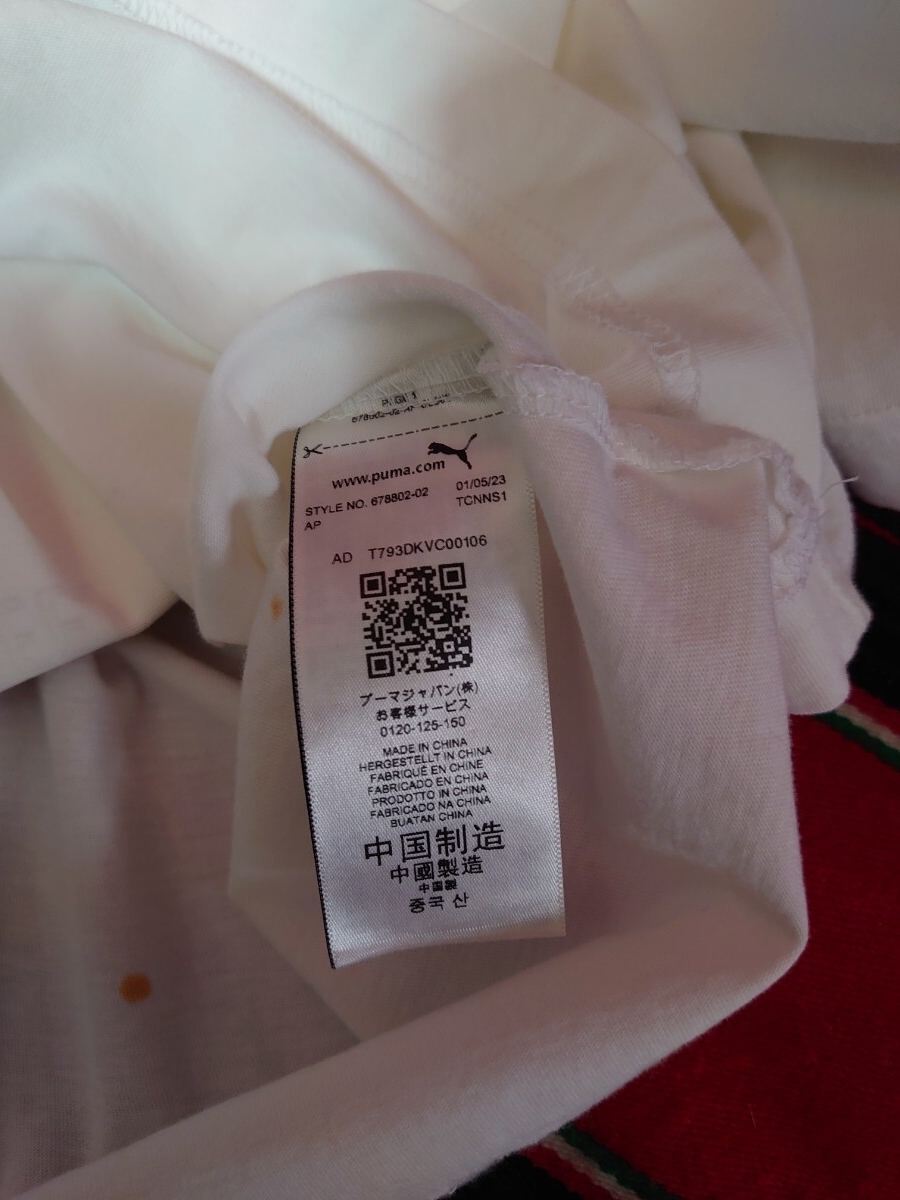 www.puma.com
STYLE NO. 678802-02 01/05/23
AP TCNNS1
AD T793DKVC00106
プーマジャパン(株)
お客様サービス
0120-125-150
MADE IN CHINA
HERGESTELLT IN CHINA
FABRIQUÉ EN CHINE
FABRICADO EN CHINA
PRODOTTO IN CHINA
FABRICADO NA CHINA
BUATAN CHINA
中国制造
中國製造
中国製
중국 산